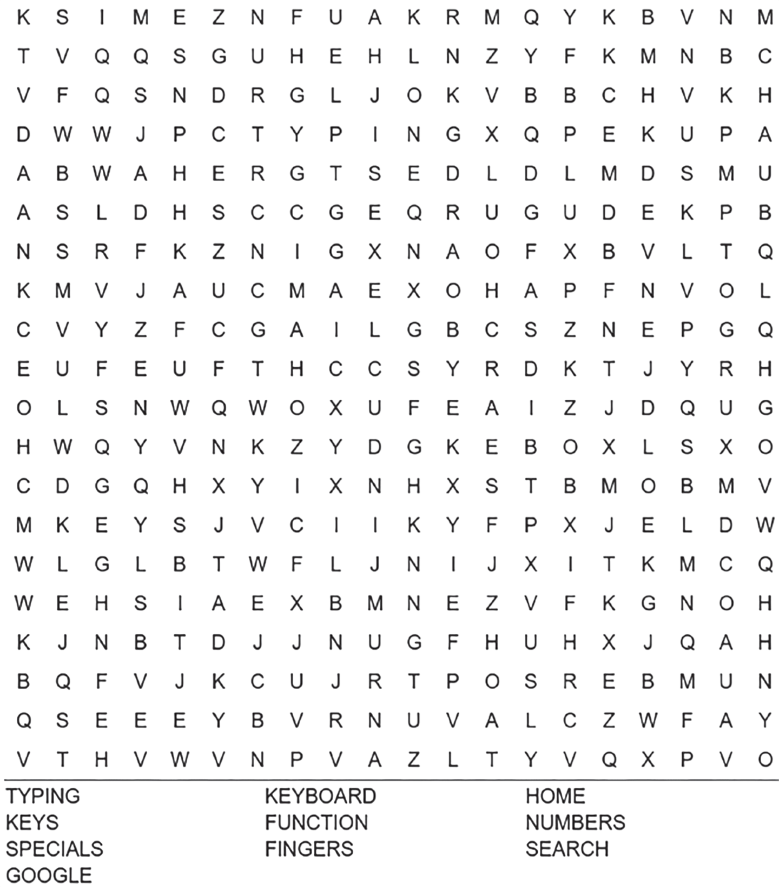 K S I M E Z N F U A K R M Q Y K B V N M
T V Q Q S G U H E H L N Z Y F K M N B C
V F Q S N D R G L J O K V B B C H V K H
D W W J P C T Y P I N G X Q P E K U P A
A B W A H E R G T S E D L D L M D S M U
A S L D H S C C G E Q R U G U D E K P B
N S R F K Z N I G X N A O F X B V L T Q
K M V J A U C M A E X O H A P F N V O L
C V Y Z F C G A I L G B C S Z N E P G Q
E U F E U F T H C C S Y R D K T J Y R H
O L S N W Q W O X U F E A I Z J D Q U G
H W Q Y V N K Z Y D G K E B O X L S X O
C D G Q H X Y I X N H X S T B M O B M V
M K E Y S J V C I I K Y F P X J E L D W
W L G L B T W F L J N I J X I T K M C Q
W E H S I A E X B M N E Z V F K G N O H
K J N B T D J J N U G F H U H X J Q A H
B Q F V J K C U J R T P O S R E B M U N
Q S E E E Y B V R N U V A L C Z W F A Y
V T H V W V N P V A Z L T Y V Q X P V O
TYPING KEYBOARD HOME
KEYS FUNCTION NUMBERS
SPECIALS FINGERS SEARCH
GOOGLE